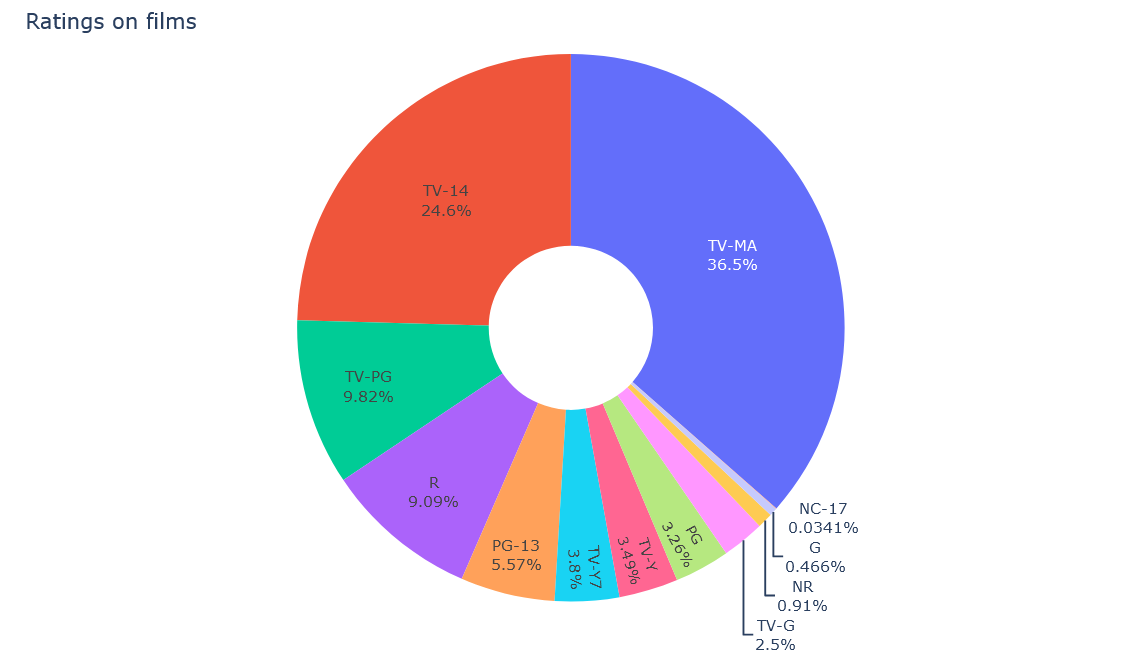 Ratings on films
TV-14
24.6%
TV-MA
36.5%
TV-PG
9.82%
R
9.09%
PG-13
5.57%
TV-Y7
3.8%
TV-Y
3.49%
PG
3.26%
NC-17
0.0341%
G
0.466%
NR
0.91%
TV-G
2.5%